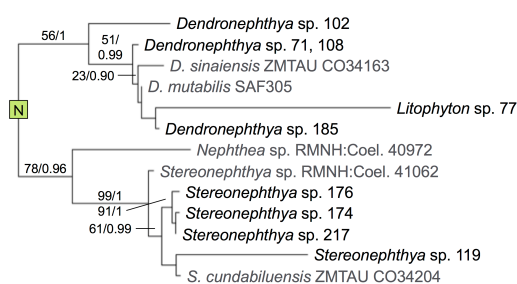 Dendronephthya sp. 102
56/1
51/
0.99
Dendronephthya sp. 71, 108
D. sinaiensis ZMTAU CO34163
23/0.90
D. mutabilis SAF305
N
Litophyton sp. 77
Dendronephthya sp. 185
Nephthea sp. RMNH:Coel. 40972
78/0.96
Stereonephthya sp. RMNH:Coel. 41062
99/1
Stereonephthya sp. 176
91/1
Stereonephthya sp. 174
61/0.99
Stereonephthya sp. 217
Stereonephthya sp. 119
S. cundabiluensis ZMTAU CO34204